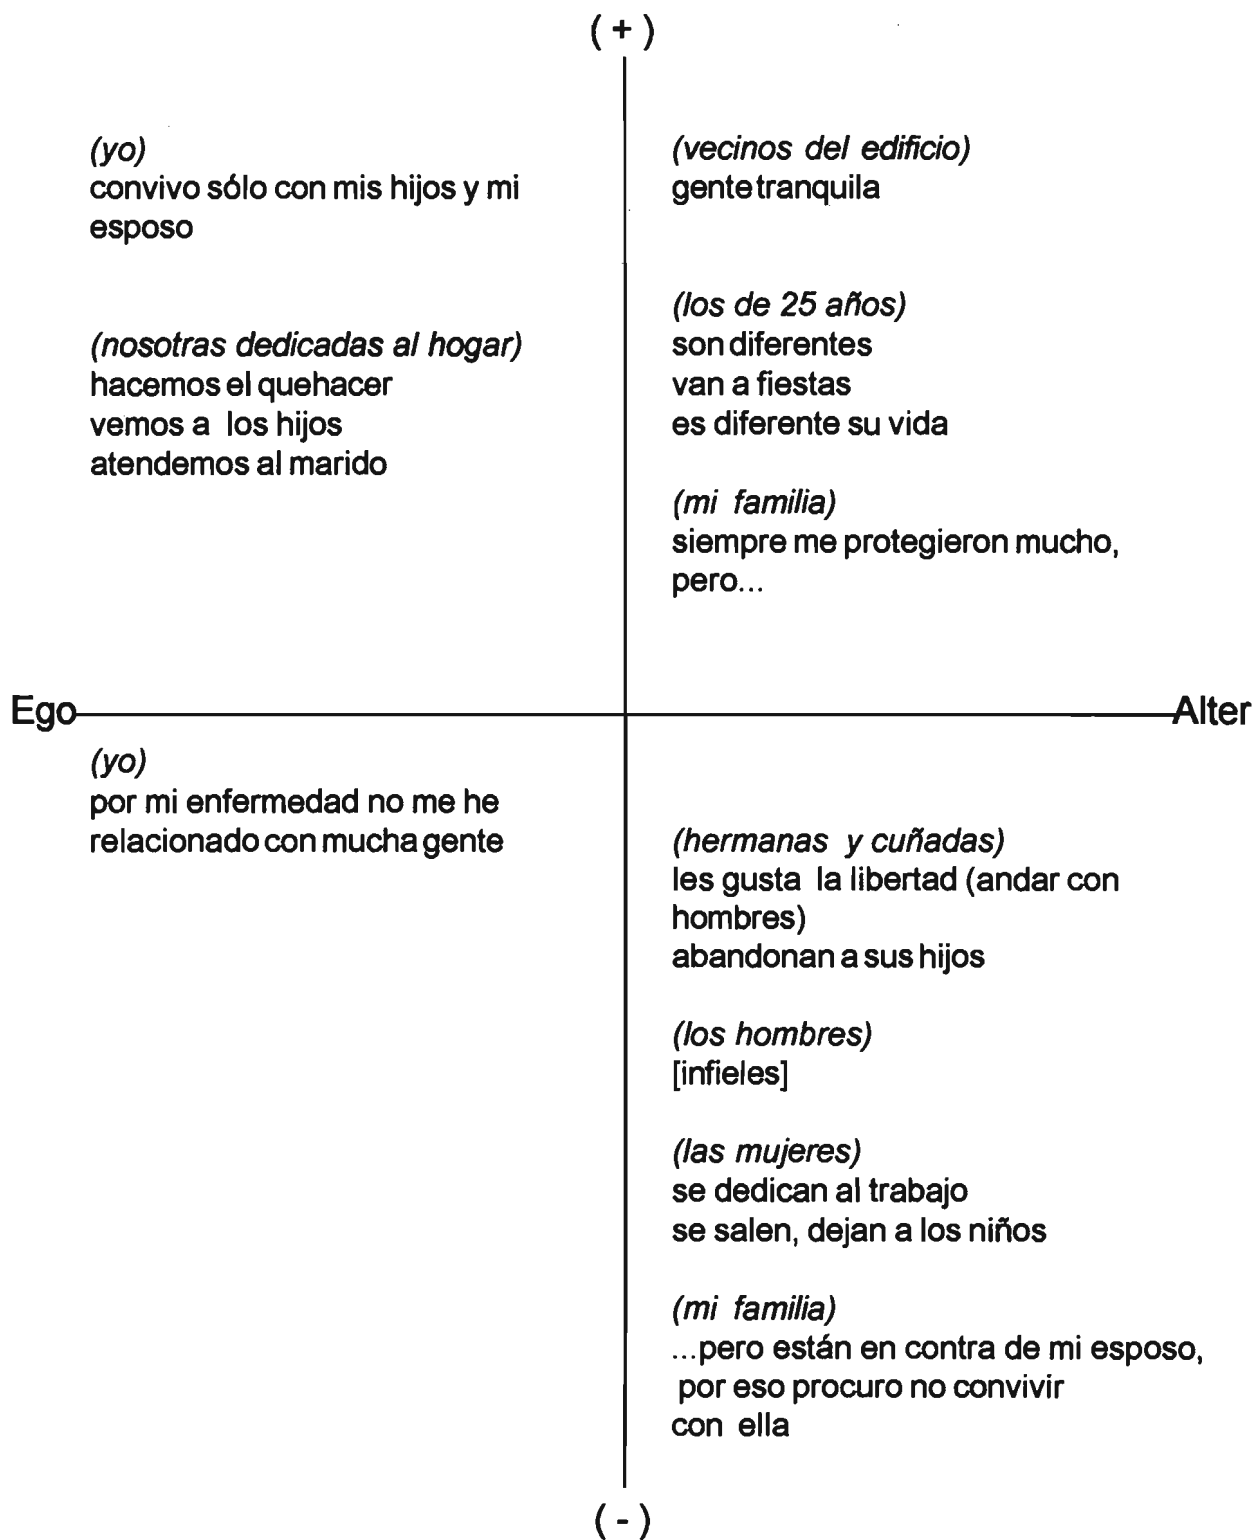 ( + )
(yo)
convivo sólo con mis hijos y mi
esposo
(nosotras dedicadas al hogar)
hacemos el quehacer
vemos a los hijos
atendemos al marido
(vecinos del edificio)
gente tranquila
(los de 25 años)
son diferentes
van a fiestas
es diferente su vida
(mi familia)
siempre me protegieron mucho,
pero...
Ego
Alter
(yo)
por mi enfermedad no me he
relacionado con mucha gente
(hermanas y cuñadas)
les gusta la libertad (andar con
hombres)
abandonan a sus hijos
(los hombres)
[infieles]
(las mujeres)
se dedican al trabajo
se salen, dejan a los niños
(mi familia)
...pero están en contra de mi esposo,
por eso procuro no convivir
con ella
( - )